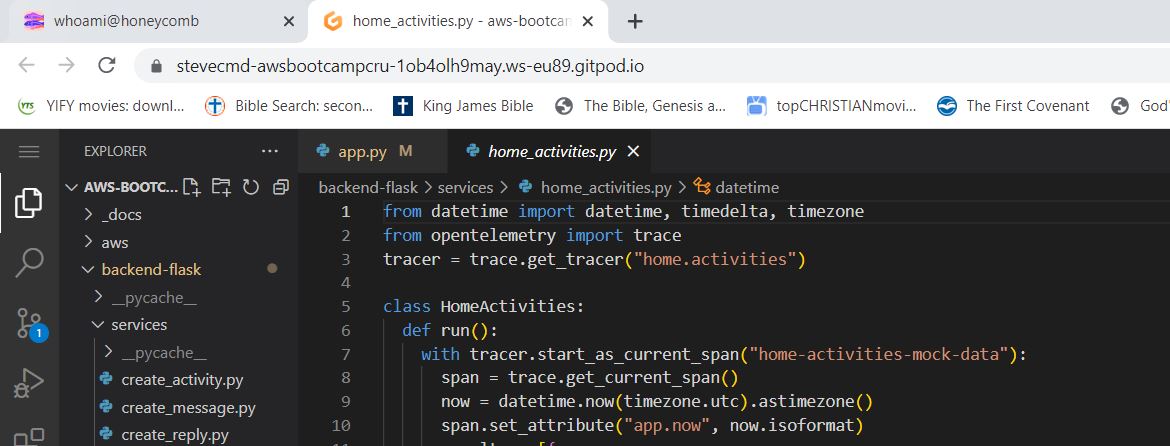 whoami@honeycomb
home_activities.py - aws-bootcam
stevecmd-awsbootcampcru-1ob4olh9may.ws-eu89.gitpod.io
YTS YIFY movies: downl... Bible Search: secon... King James Bible The Bible, Genesis a... topCHRISTIANmovi... The First Covenant God'
EXPLORER ...
app.py M home_activities.py
AWS-BOOTC...
backend-flask > services > home_activities.py > datetime
_docs
aws
backend-flask
__pycache__
services
__pycache__
create_activity.py
create_message.py
create_reply.py
1
1 from datetime import datetime, timedelta, timezone
2 from opentelemetry import trace
3 tracer = trace.get_tracer("home.activities")
4
5 class HomeActivities:
6 def run():
7 with tracer.start_as_current_span("home-activities-mock-data"):
8 span = trace.get_current_span()
9 now = datetime.now(timezone.utc).astimezone()
10 span.set_attribute("app.now", now.isoformat)